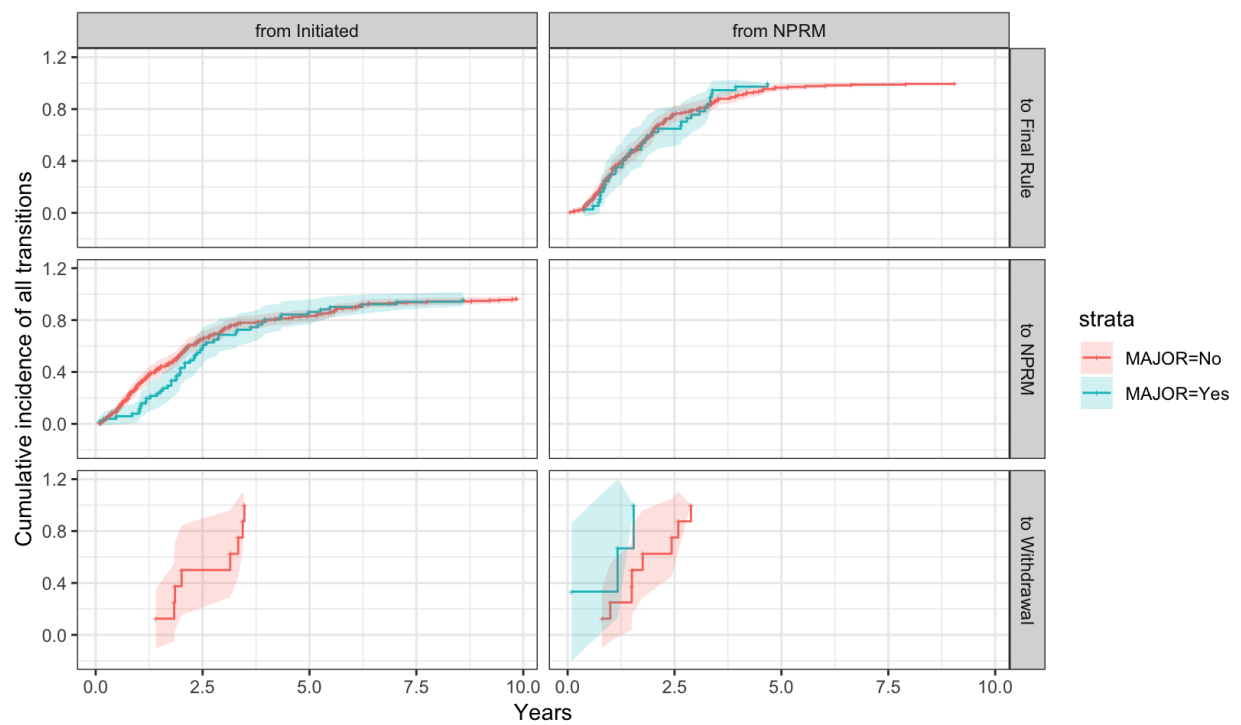 from Initiated
from NPRM
Cumulative incidence of all transitions
1.2
0.8
0.4
0.0
to Final Rule
1.2
0.8
0.4
0.0
to NPRM
1.2
0.8
0.4
0.0
to Withdrawal
0.0
2.5
5.0
7.5
10.0
0.0
2.5
5.0
7.5
10.0
Years
strata
MAJOR=No
MAJOR=Yes